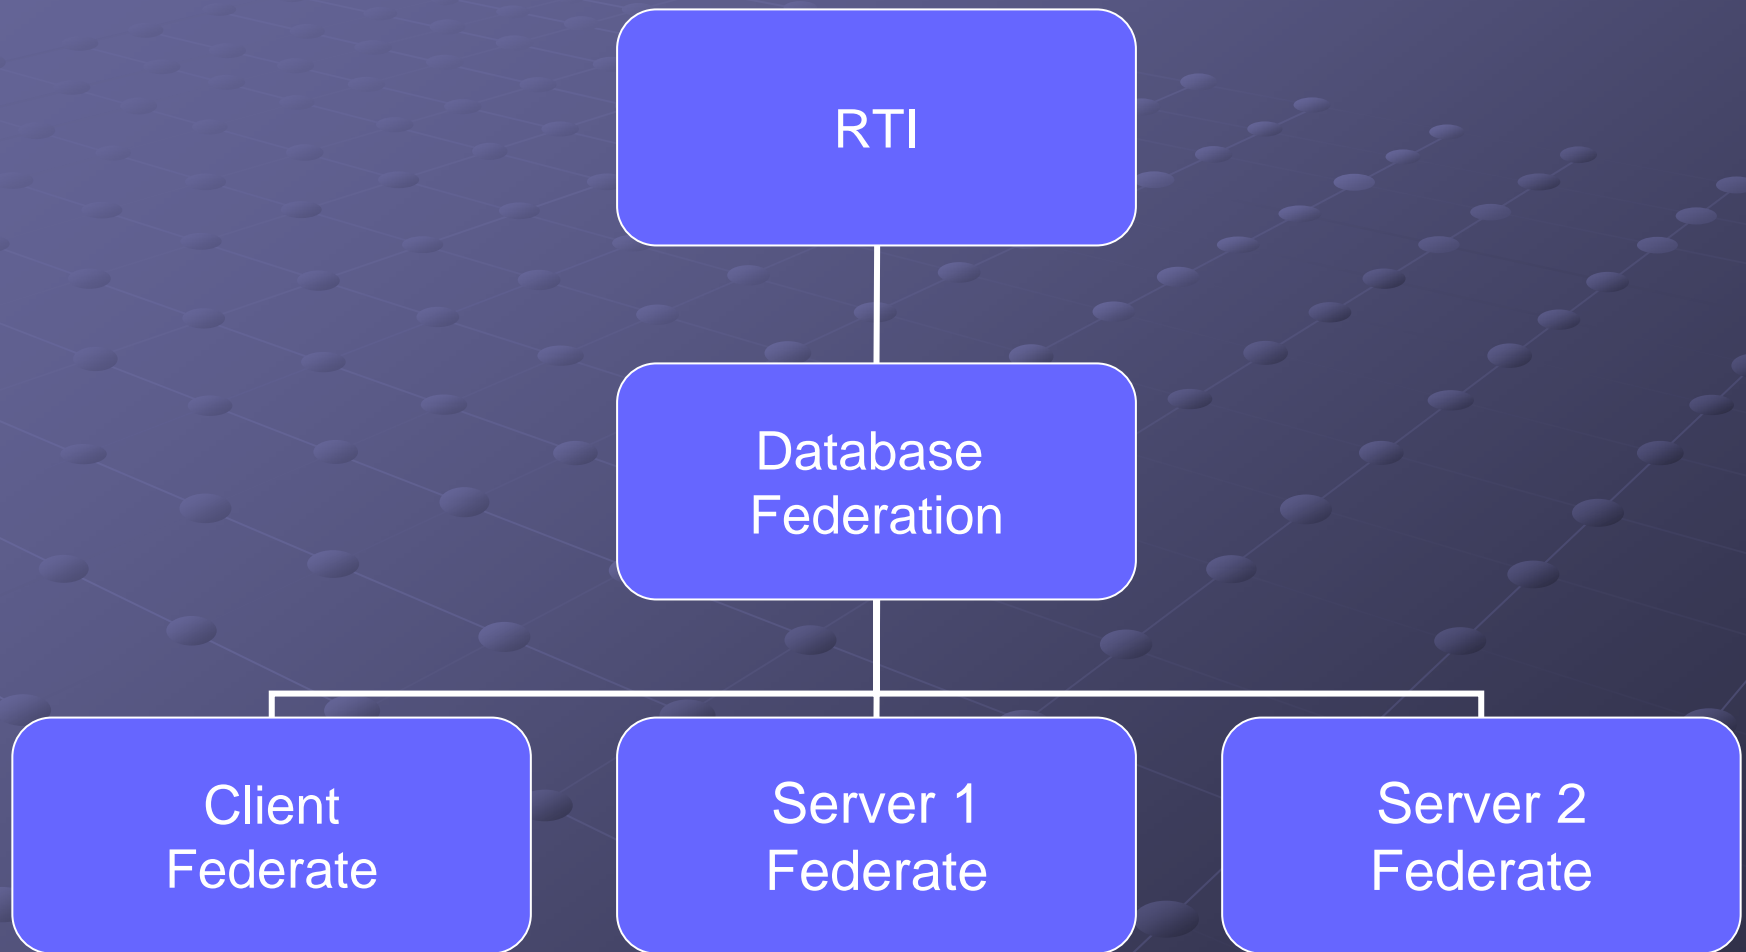 RTI
Database
Federation
Client
Federate
Server 1
Federate
Server 2
Federate